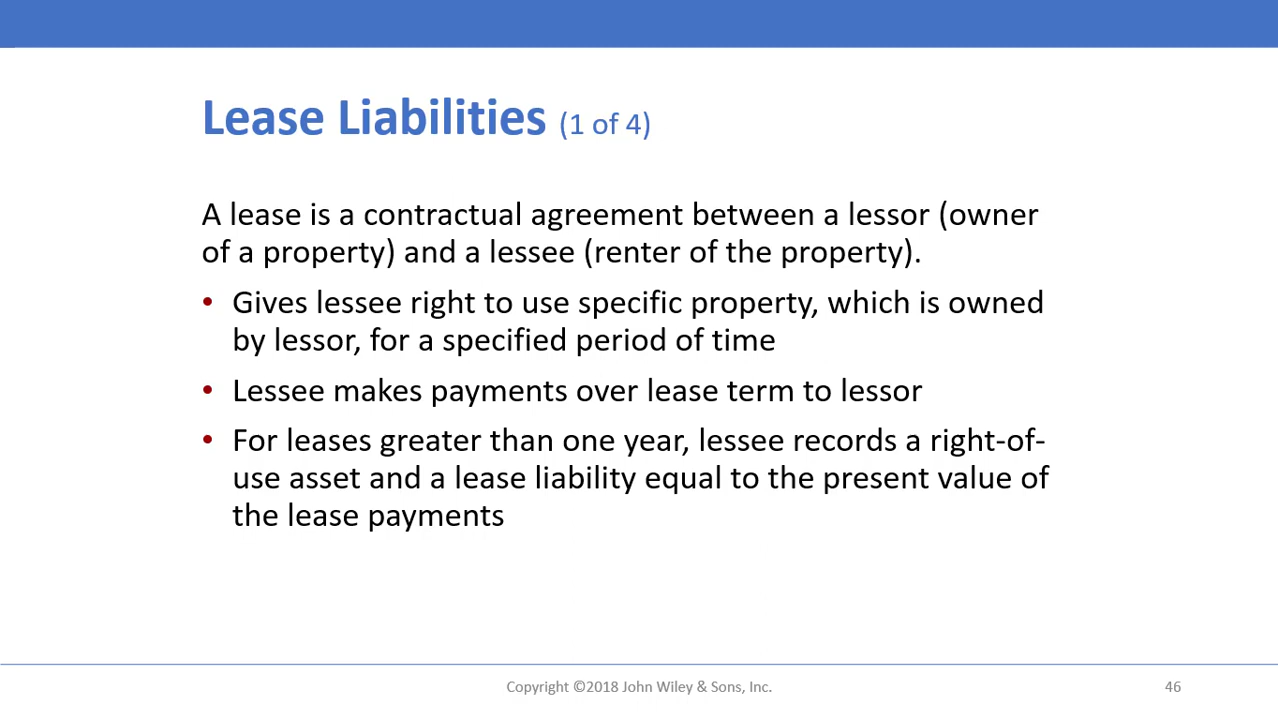 Lease Liabilities (1 of 4)
A lease is a contractual agreement between a lessor (owner
of a property) and a lessee (renter of the property).
• Gives lessee right to use specific property, which is owned
by lessor, for a specified period of time
• Lessee makes payments over lease term to lessor
• For leases greater than one year, lessee records a right-of-
use asset and a lease liability equal to the present value of
the lease payments
Copyright ©2018 John Wiley & Sons, Inc.
46